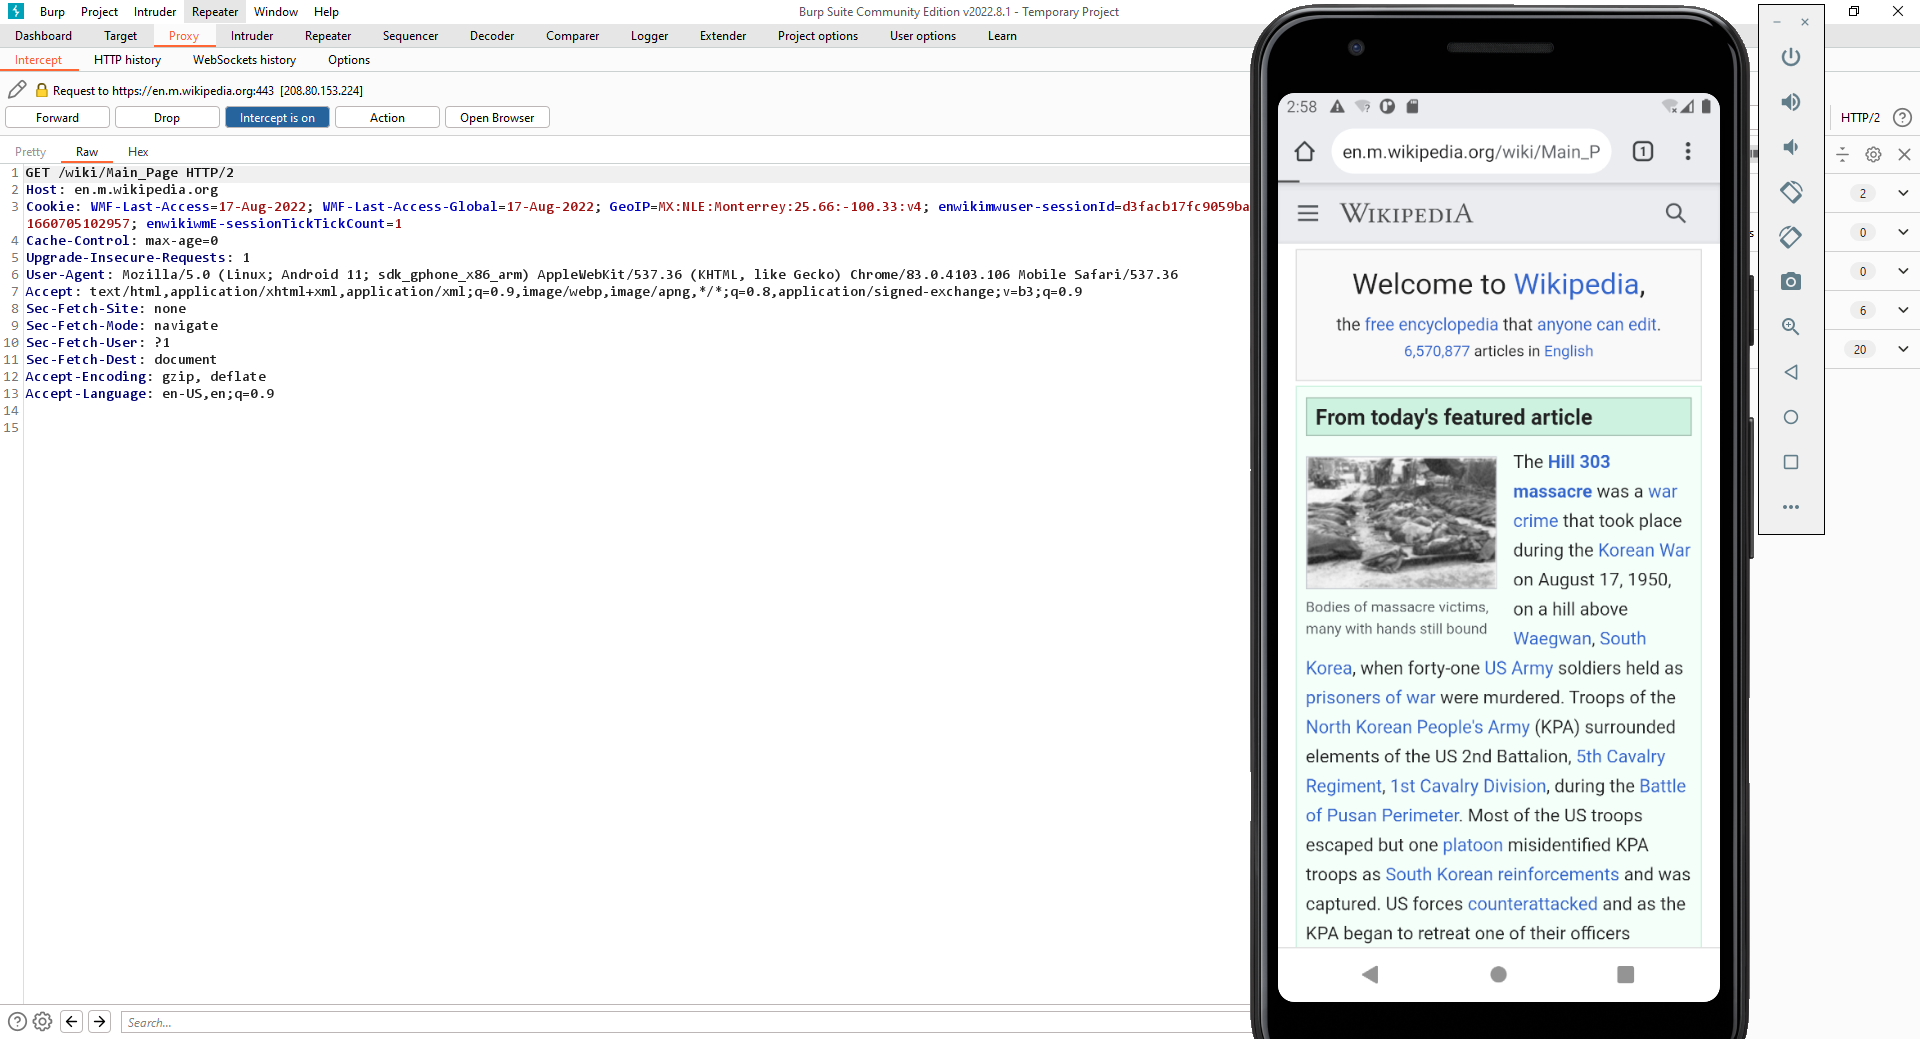 Burp Project Intruder Repeater Window Help
Burp Suite Community Edition v2022.8.1 - Temporary Project
Dashboard Target Proxy Intruder Repeater Sequencer Decoder Comparer Logger Extender Project options User options Learn
Intercept HTTP history WebSockets history Options
Request to https://en.m.wikipedia.org:443 [208.80.153.224]
Forward Drop Intercept is on Action Open Browser
HTTP/2
Pretty Raw Hex
1 GET /wiki/Main_Page HTTP/2
2 Host: en.m.wikipedia.org
3 Cookie: WMF-Last-Access=17-Aug-2022; WMF-Last-Access-Global=17-Aug-2022; GeoIP=MX:NLE:Monterrey:25.66:-100.33:v4; enwikimwuser-sessionId=d3facb17fc9059ba
1660705102957; enwikiwmE-sessionTickTickCount=1
4 Cache-Control: max-age=0
5 Upgrade-Insecure-Requests: 1
6 User-Agent: Mozilla/5.0 (Linux; Android 11; sdk_gphone_x86_arm) AppleWebKit/537.36 (KHTML, like Gecko) Chrome/83.0.4103.106 Mobile Safari/537.36
7 Accept: text/html,application/xhtml+xml,application/xml;q=0.9,image/webp,image/apng,*/*;q=0.8,application/signed-exchange;v=b3;q=0.9
8 Sec-Fetch-Site: none
9 Sec-Fetch-Mode: navigate
10 Sec-Fetch-User: ?1
11 Sec-Fetch-Dest: document
12 Accept-Encoding: gzip, deflate
13 Accept-Language: en-US,en;q=0.9
14
15
Search...
2:58
en.m.wikipedia.org/wiki/Main_P
1
WIKIPEDIA
Welcome to Wikipedia,
the free encyclopedia that anyone can edit.
6,570,877 articles in English
From today's featured article
The Hill 303
massacre was a war
crime that took place
during the Korean War
on August 17, 1950,
on a hill above
Waegwan, South
Bodies of massacre victims,
many with hands still bound
Korea, when forty-one US Army soldiers held as
prisoners of war were murdered. Troops of the
North Korean People's Army (KPA) surrounded
elements of the US 2nd Battalion, 5th Cavalry
Regiment, 1st Cavalry Division, during the Battle
of Pusan Perimeter. Most of the US troops
escaped but one platoon misidentified KPA
troops as South Korean reinforcements and was
captured. US forces counterattacked and as the
KPA began to retreat one of their officers
2
s
0
0
6
20